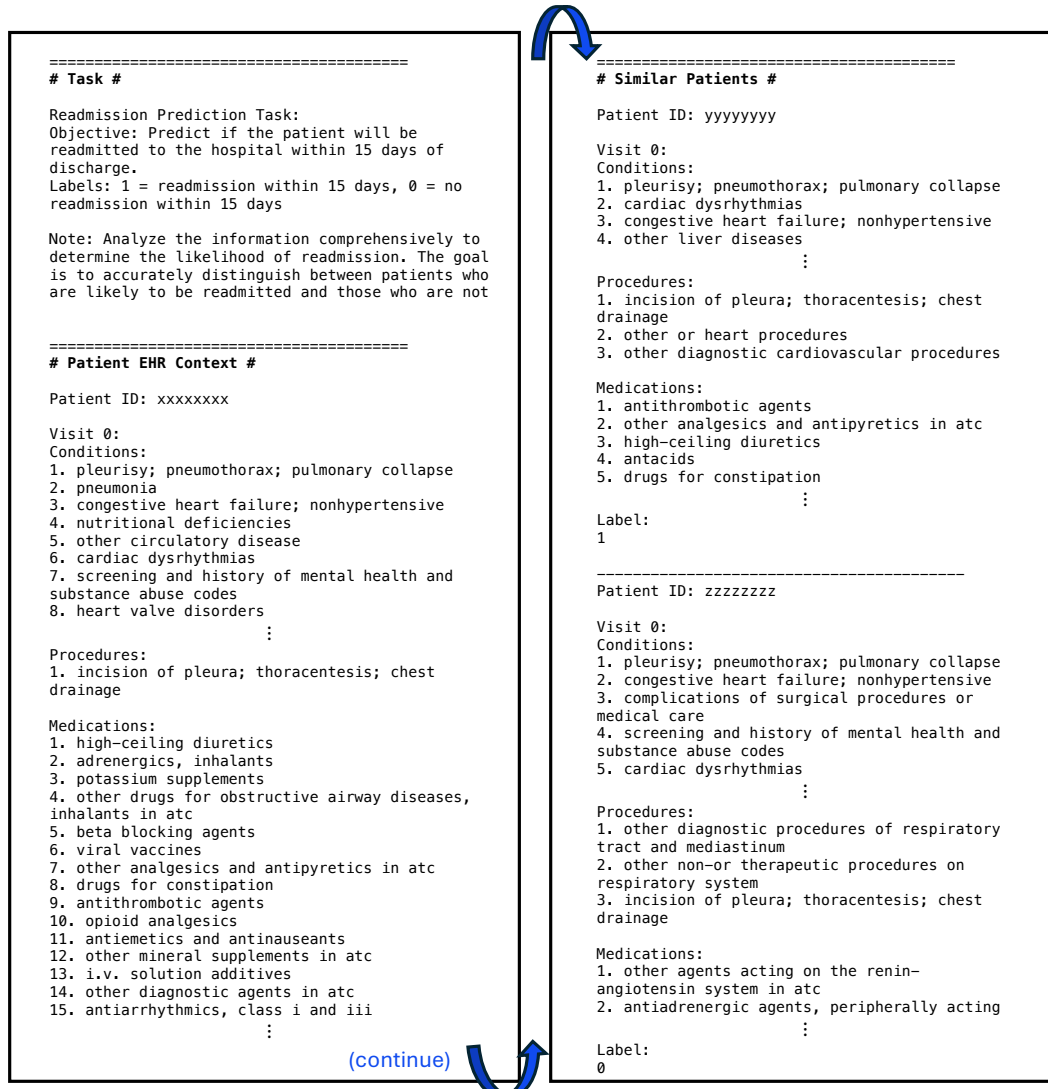 ========================================
# Task #
Readmission Prediction Task:
Objective: Predict if the patient will be
readmitted to the hospital within 15 days of
discharge.
Labels: 1 = readmission within 15 days, 0 = no
readmission within 15 days
Note: Analyze the information comprehensively to
determine the likelihood of readmission. The goal
is to accurately distinguish between patients who
are likely to be readmitted and those who are not
========================================
# Patient EHR Context #
Patient ID: xxxxxxxx
Visit 0:
Conditions:
1. pleurisy; pneumothorax; pulmonary collapse
2. pneumonia
3. congestive heart failure; nonhypertensive
4. nutritional deficiencies
5. other circulatory disease
6. cardiac dysrhythmias
7. screening and history of mental health and
substance abuse codes
8. heart valve disorders
⋮
Procedures:
1. incision of pleura; thoracentesis; chest
drainage
Medications:
1. high-ceiling diuretics
2. adrenergics, inhalants
3. potassium supplements
4. other drugs for obstructive airway diseases,
inhalants in atc
5. beta blocking agents
6. viral vaccines
7. other analgesics and antipyretics in atc
8. drugs for constipation
9. antithrombotic agents
10. opioid analgesics
11. antiemetics and antinauseants
12. other mineral supplements in atc
13. i.v. solution additives
14. other diagnostic agents in atc
15. antiarrhythmics, class i and iii
⋮
(continue)
========================================
# Similar Patients #
Patient ID: yyyyyyyy
Visit 0:
Conditions:
1. pleurisy; pneumothorax; pulmonary collapse
2. cardiac dysrhythmias
3. congestive heart failure; nonhypertensive
4. other liver diseases
⋮
Procedures:
1. incision of pleura; thoracentesis; chest
drainage
2. other or heart procedures
3. other diagnostic cardiovascular procedures
Medications:
1. antithrombotic agents
2. other analgesics and antipyretics in atc
3. high-ceiling diuretics
4. antacids
5. drugs for constipation
⋮
Label:
1
-----------------------------------------
Patient ID: zzzzzzzz
Visit 0:
Conditions:
1. pleurisy; pneumothorax; pulmonary collapse
2. congestive heart failure; nonhypertensive
3. complications of surgical procedures or
medical care
4. screening and history of mental health and
substance abuse codes
5. cardiac dysrhythmias
⋮
Procedures:
1. other diagnostic procedures of respiratory
tract and mediastinum
2. other non-or therapeutic procedures on
respiratory system
3. incision of pleura; thoracentesis; chest
drainage
Medications:
1. other agents acting on the renin-
angiotensin system in atc
2. antiadrenergic agents, peripherally acting
⋮
Label:
0